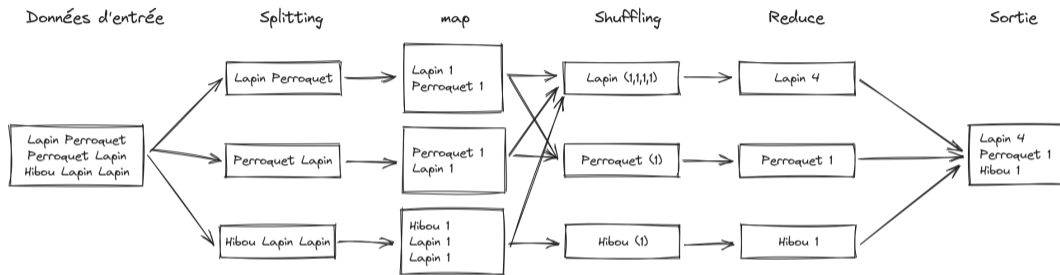 Données d'entrée
Splitting
map
Shuffling
Reduce
Sortie
Lapin Perroquet
Perroquet Lapin
Hibou Lapin Lapin
Lapin Perroquet
Perroquet Lapin
Hibou Lapin Lapin
Lapin 1
Perroquet 1
Perroquet 1
Lapin 1
Hibou 1
Lapin 1
Lapin 1
Lapin (1,1,1,1)
Perroquet (1)
Hibou (1)
Lapin 4
Perroquet 1
Hibou 1
Lapin 4
Perroquet 1
Hibou 1